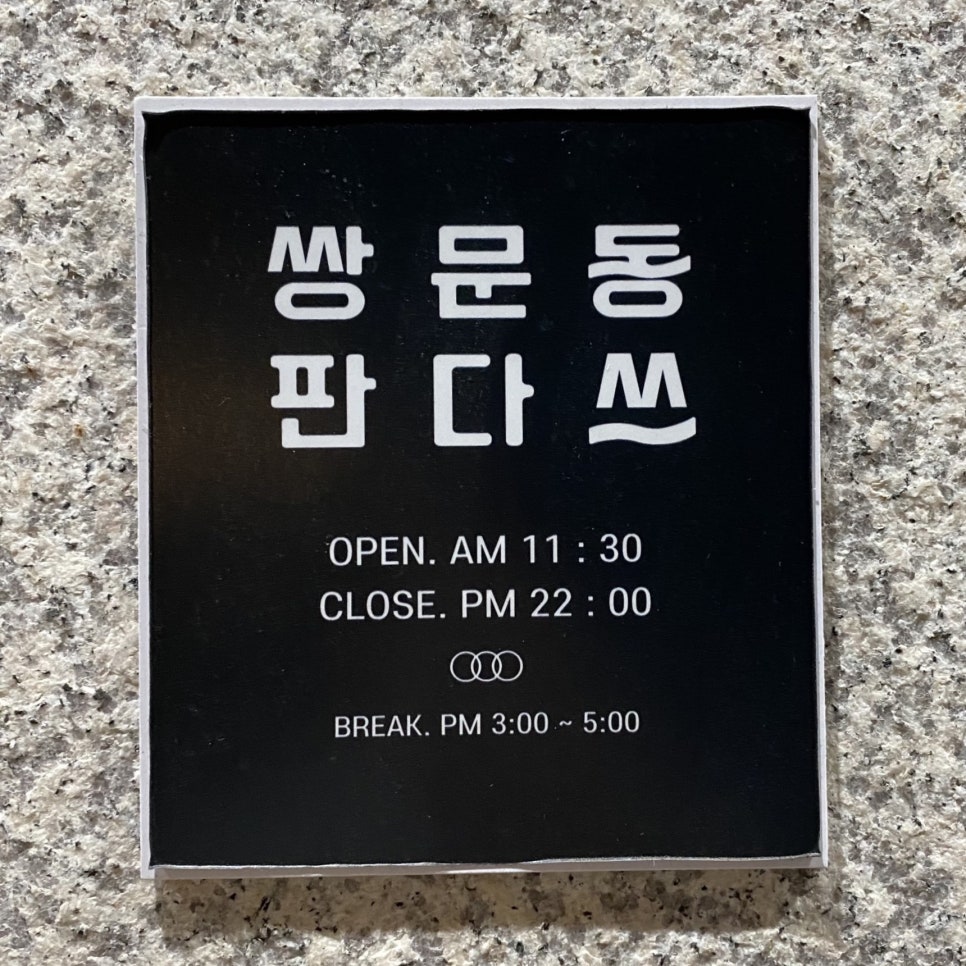 쌍문동
판다쓰
OPEN. AM 11 : 30
CLOSE. PM 22 : 00
BREAK. PM 3:00 ~ 5:00